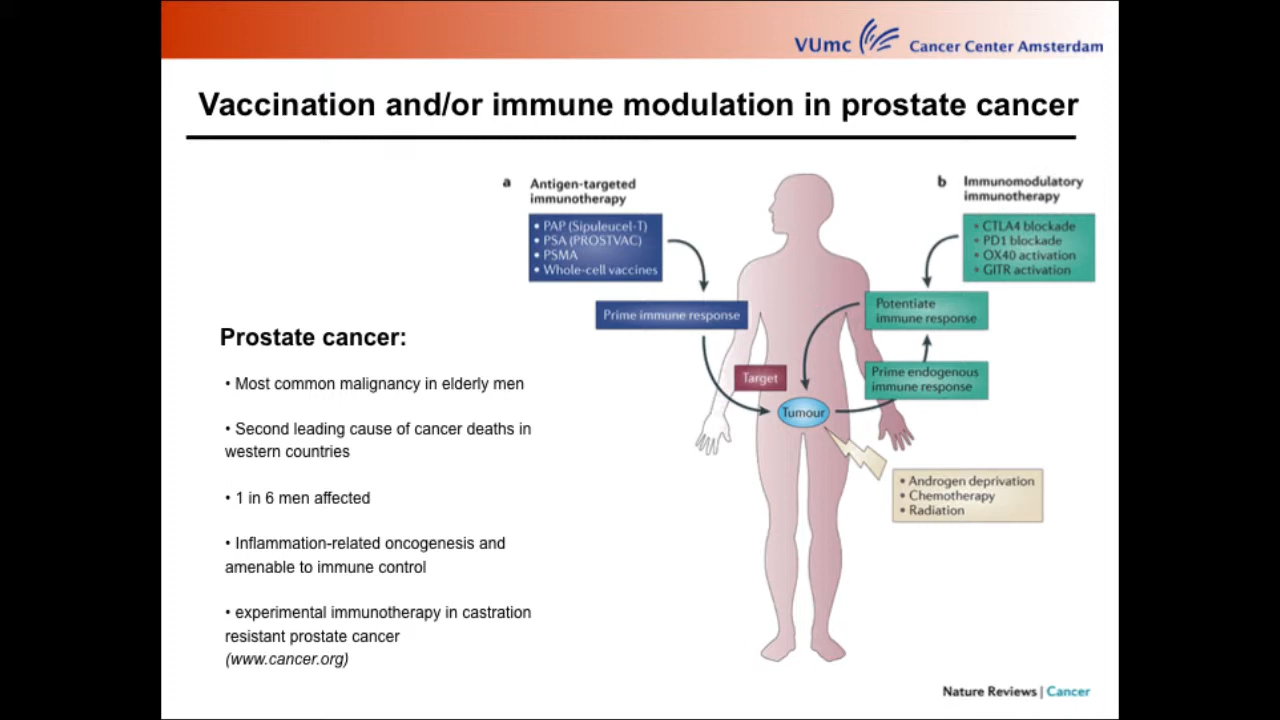 VUmc Cancer Center Amsterdam
Vaccination and/or immune modulation in prostate cancer
a Antigen-targeted
immunotherapy
• PAP (Sipuleucel-T)
• PSA (PROSTVAC)
• PSMA
• Whole-cell vaccines
Prime immune response
b Immunomodulatory
immunotherapy
• CTLA4 blockade
• PD1 blockade
• OX40 activation
• GITR activation
Potentiate
immune response
Prime endogenous
immune response
Target
Tumour
• Androgen deprivation
• Chemotherapy
• Radiation
Prostate cancer:
• Most common malignancy in elderly men
• Second leading cause of cancer deaths in
western countries
• 1 in 6 men affected
• Inflammation-related oncogenesis and
amenable to immune control
• experimental immunotherapy in castration
resistant prostate cancer
(www.cancer.org)
Nature Reviews | Cancer